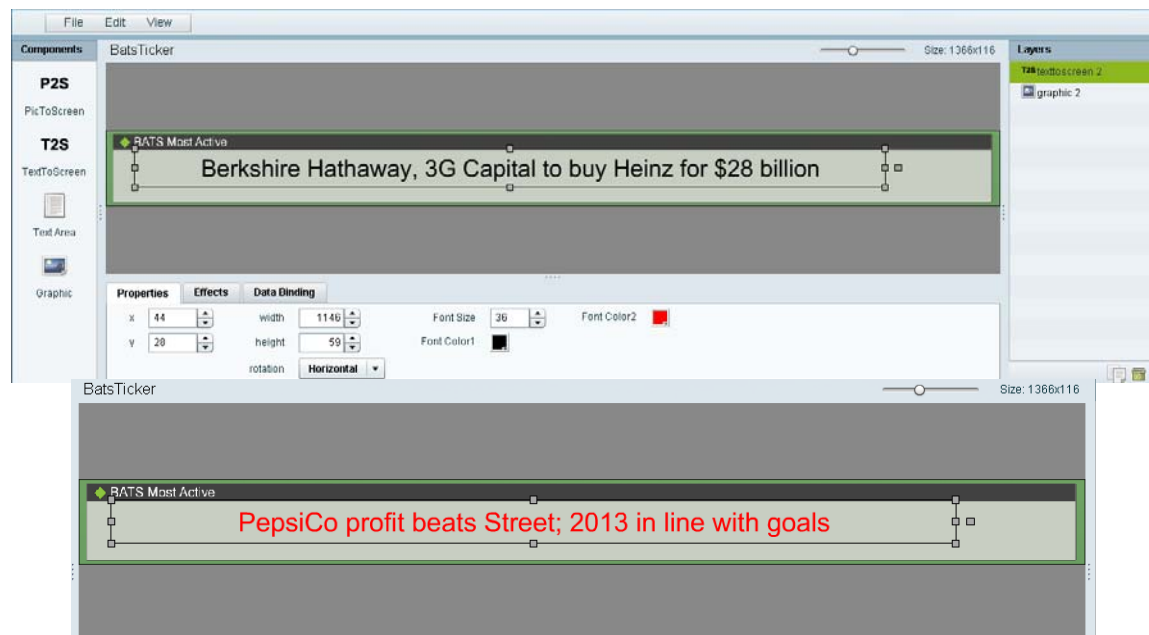 File Edit View
Components BatsTicker Size: 1366x116 Layers
T2S texttoscreen 2
P2S graphic 2
PicToScreen
BATS Most Active
T2S
Berkshire Hathaway, 3G Capital to buy Heinz for $28 billion
TextToScreen
Text Area
Graphic
Properties Effects Data Binding
x 44 width 1146 Font Size 36 Font Color2
y 28 height 59 Font Color1
rotation Horizontal
BatsTicker Size: 1366x116
BATS Most Active
PepsiCo profit beats Street; 2013 in line with goals